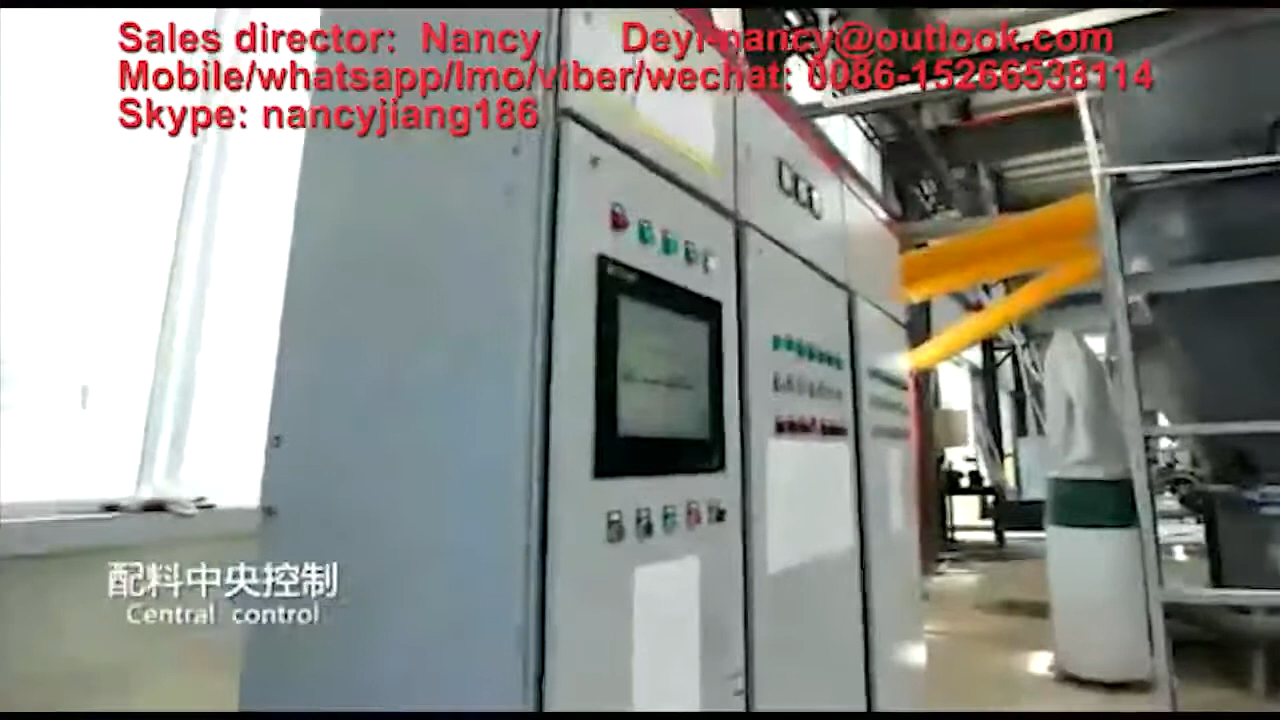 Sales director: Nancy Deyi-nancy@outlook.com
Mobile/whatsapp/Imo/viber/wechat: 0086-15266538114
Skype: nancyjiang186
配料中央控制
Central control